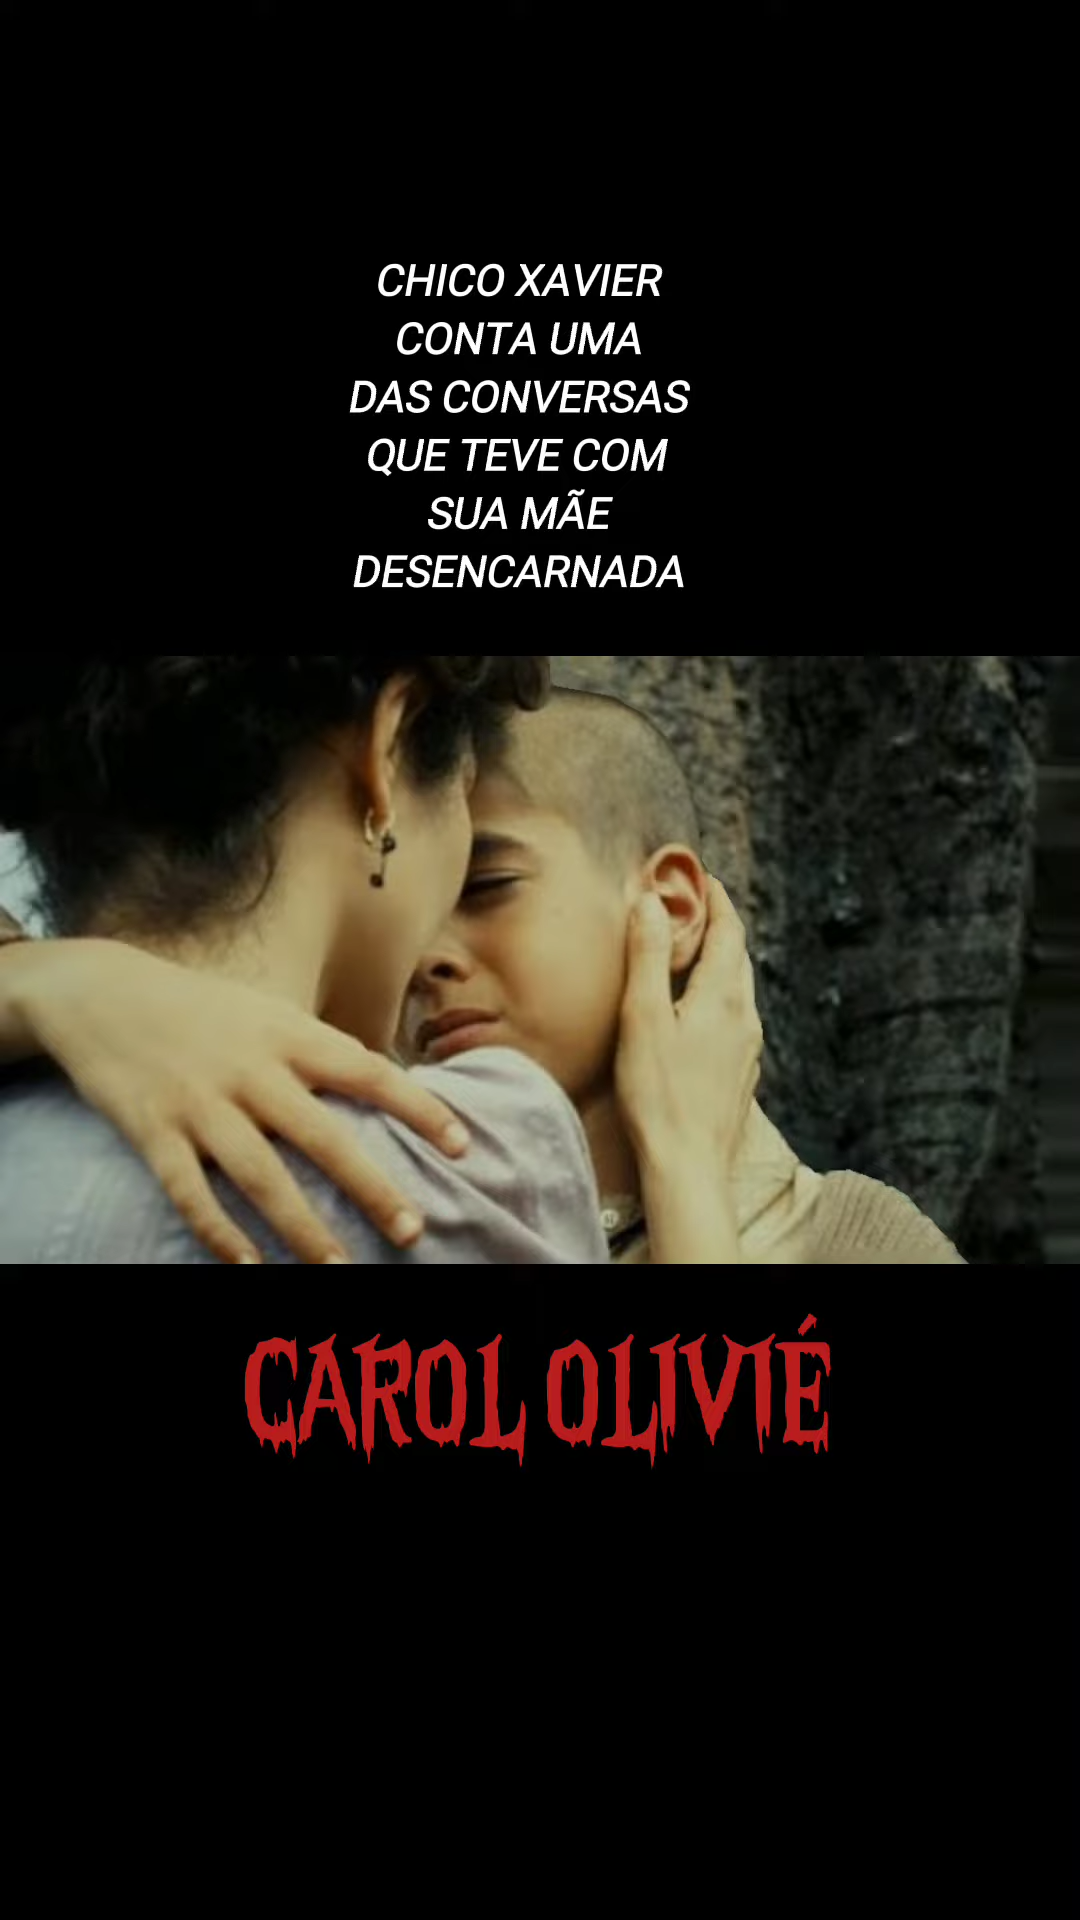 CHICO XAVIER
CONTA UMA
DAS CONVERSAS
QUE TEVE COM
SUA MÃE
DESENCARNADA
CAROL OLIVIÉ